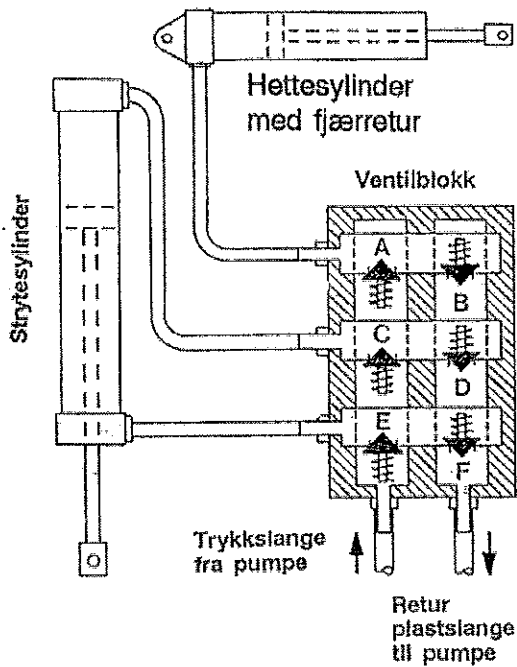 Hettesylinder
med fjærretur
Strytesylinder
Ventilblokk
A
B
C
D
E
F
Trykkslange
fra pumpe
Retur
plastslange
til pumpe